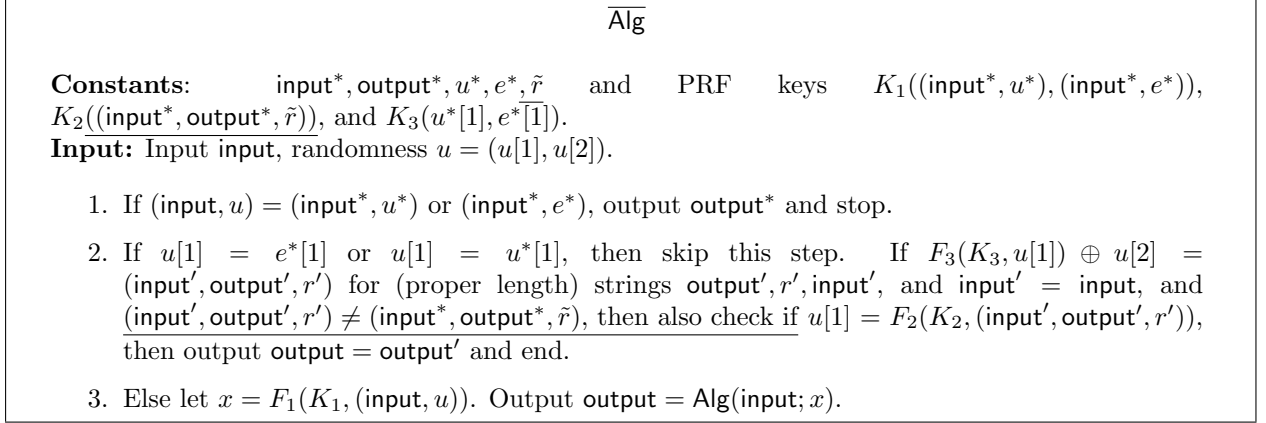 Alg
Constants: input*, output*, u*, e*, r̃ and PRF keys K₁((input*, u*), (input*, e*)),
K₂((input*, output*, r̃)), and K₃(u*[1], e*[1]).
Input: Input input, randomness u = (u[1], u[2]).
1. If (input, u) = (input*, u*) or (input*, e*), output output* and stop.
2. If u[1] = e*[1] or u[1] = u*[1], then skip this step. If F₃(K₃, u[1]) ⊕ u[2] =
(input′, output′, r′) for (proper length) strings output′, r′, input′, and input′ = input, and
(input′, output′, r′) ≠ (input*, output*, r̃), then also check if u[1] = F₂(K₂, (input′, output′, r′)),
then output output = output′ and end.
3. Else let x = F₁(K₁, (input, u)). Output output = Alg(input; x).